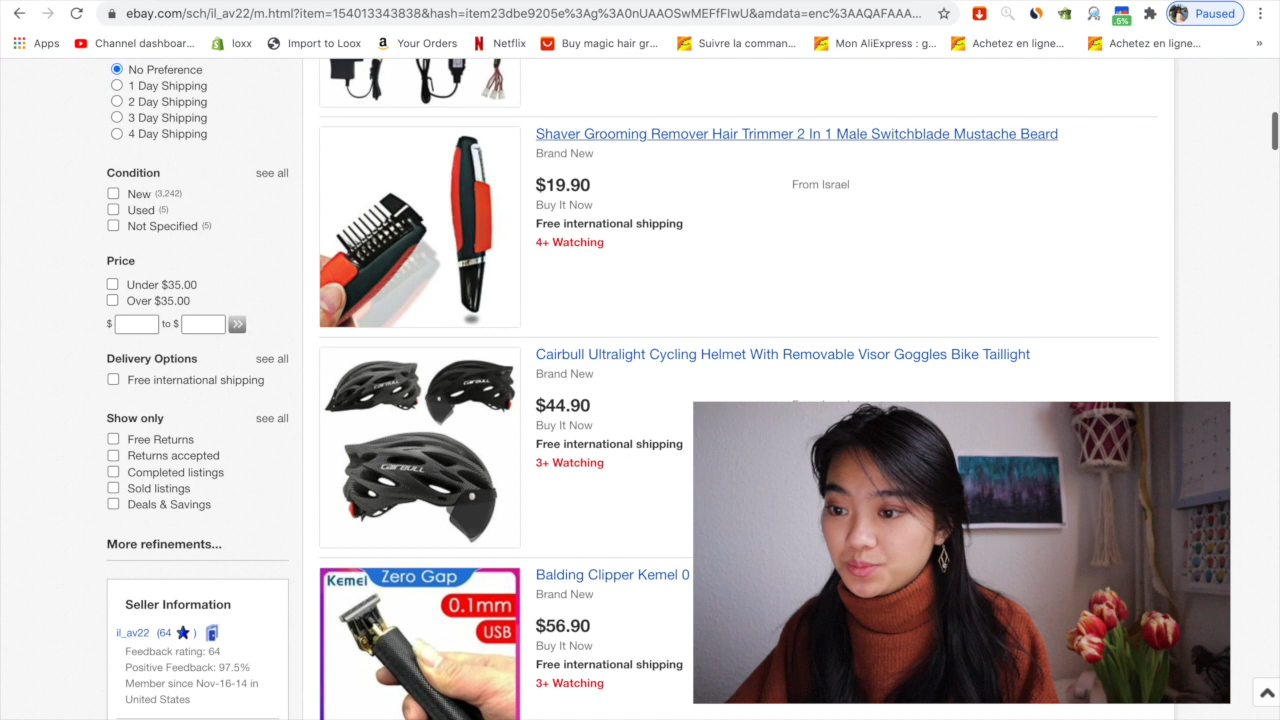 ebay.com/sch/il_av22/m.html?item=154013343838&hash=item23dbe9205e%3Ag%3A0nUAAOSwMEFfFIwU&amdata=enc%3AAQAFAAA...
.5%
Paused
Apps
Channel dashboar...
loxx
Import to Loox
Your Orders
Netflix
Buy magic hair gr...
Suivre la comman...
Mon AliExpress : g...
Achetez en ligne...
Achetez en ligne...
»
No Preference
1 Day Shipping
2 Day Shipping
3 Day Shipping
4 Day Shipping
Condition
see all
New (3,242)
Used (5)
Not Specified (5)
Price
Under $35.00
Over $35.00
$ to $
Delivery Options
see all
Free international shipping
Show only
see all
Free Returns
Returns accepted
Completed listings
Sold listings
Deals & Savings
More refinements...
Seller Information
il_av22 (64 )
Feedback rating: 64
Positive Feedback: 97.5%
Member since Nov-16-14 in
United States
Shaver Grooming Remover Hair Trimmer 2 In 1 Male Switchblade Mustache Beard
Brand New
$19.90
From Israel
Buy It Now
Free international shipping
4+ Watching
CAIRBULL
CAIRBULL
Cairbull Ultralight Cycling Helmet With Removable Visor Goggles Bike Taillight
Brand New
$44.90
Buy It Now
Free international shipping
3+ Watching
Kemei
Zero Gap
0.1mm
USB
Balding Clipper Kemel 0
Brand New
$56.90
Buy It Now
Free international shipping
3+ Watching